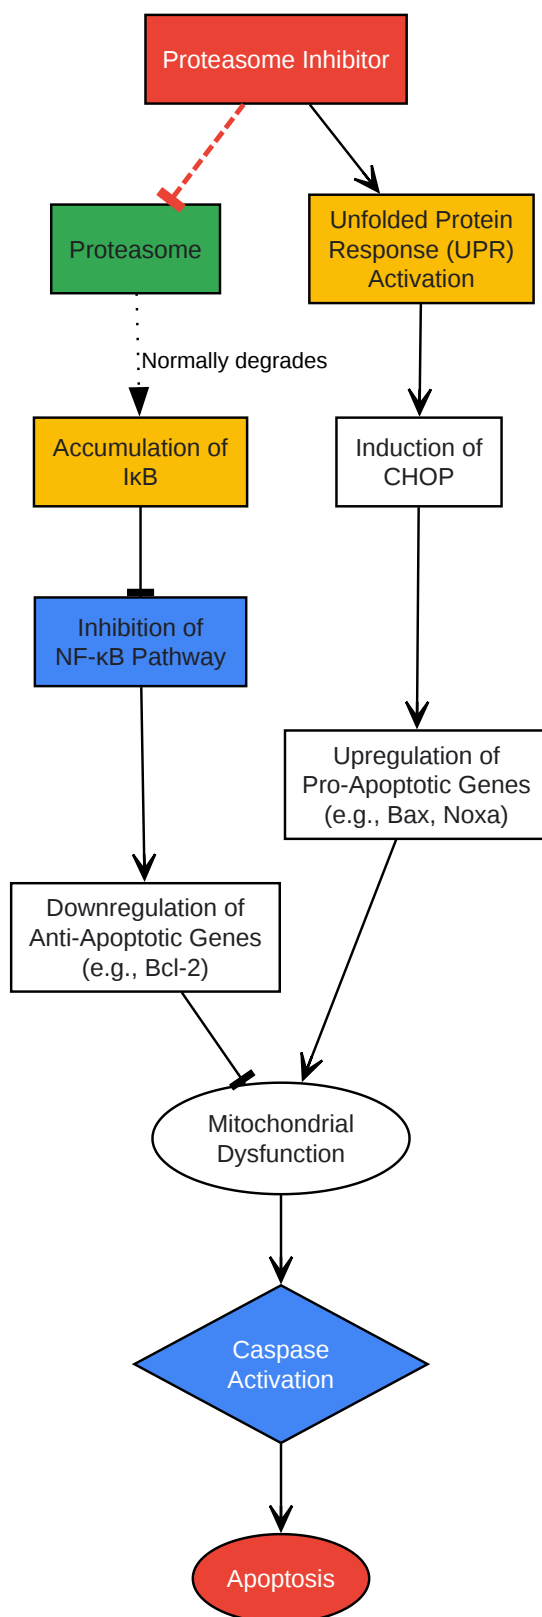 Proteasome Inhibitor
Proteasome
Unfolded Protein
Response (UPR)
Activation
Normally degrades
Accumulation of
IκB
Induction of
CHOP
Inhibition of
NF-κB Pathway
Upregulation of
Pro-Apoptotic Genes
(e.g., Bax, Noxa)
Downregulation of
Anti-Apoptotic Genes
(e.g., Bcl-2)
Mitochondrial
Dysfunction
Caspase
Activation
Apoptosis